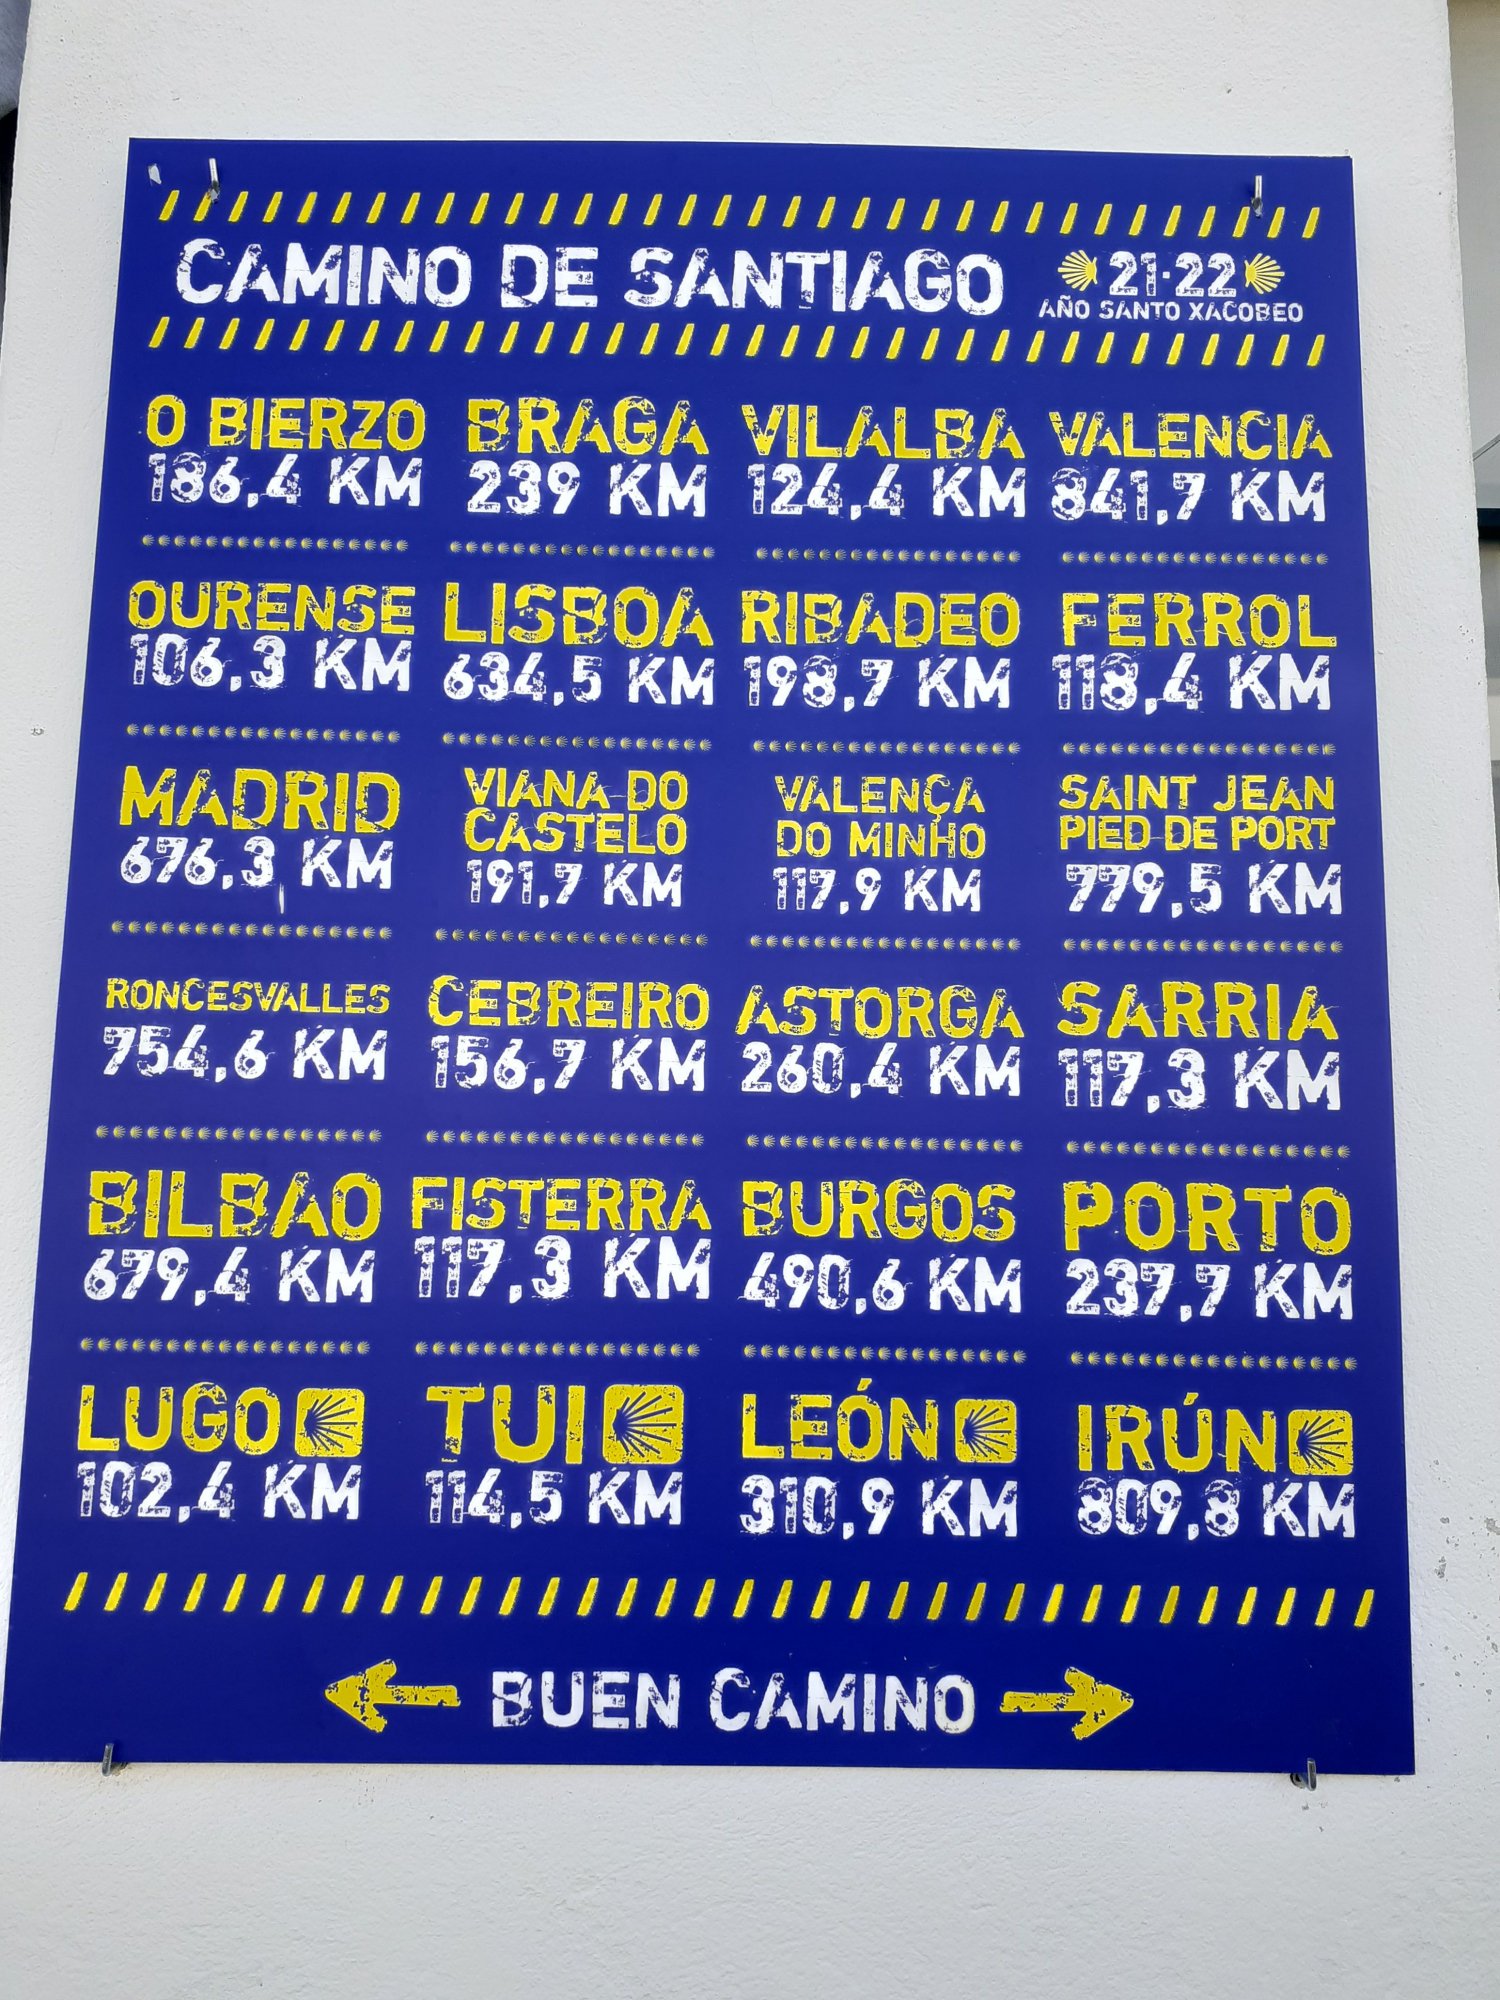 CAMINO DE SANTIAGO
21-22
AÑO SANTO XACOBEO
O BIERZO
186,4 KM
BRAGA
239 KM
VILALBA
124,4 KM
VALENCIA
841,7 KM
OURENSE
106,3 KM
LISBOA
634,5 KM
RIBADEO
198,7 KM
FERROL
118,4 KM
MADRID
676,3 KM
VIANA DO
CASTELO
191,7 KM
VALENÇA
DO MINHO
117,9 KM
SAINT JEAN
PIED DE PORT
779,5 KM
RONCESVALLES
754,6 KM
CEBREIRO
156,7 KM
ASTORGA
260,4 KM
SARRIA
117,3 KM
BILBAO
679,4 KM
FISTERRA
117,3 KM
BURGOS
490,6 KM
PORTO
237,7 KM
LUGO
102,4 KM
TUI
114,5 KM
LEÓN
310,9 KM
IRÚN
809,8 KM
BUEN CAMINO